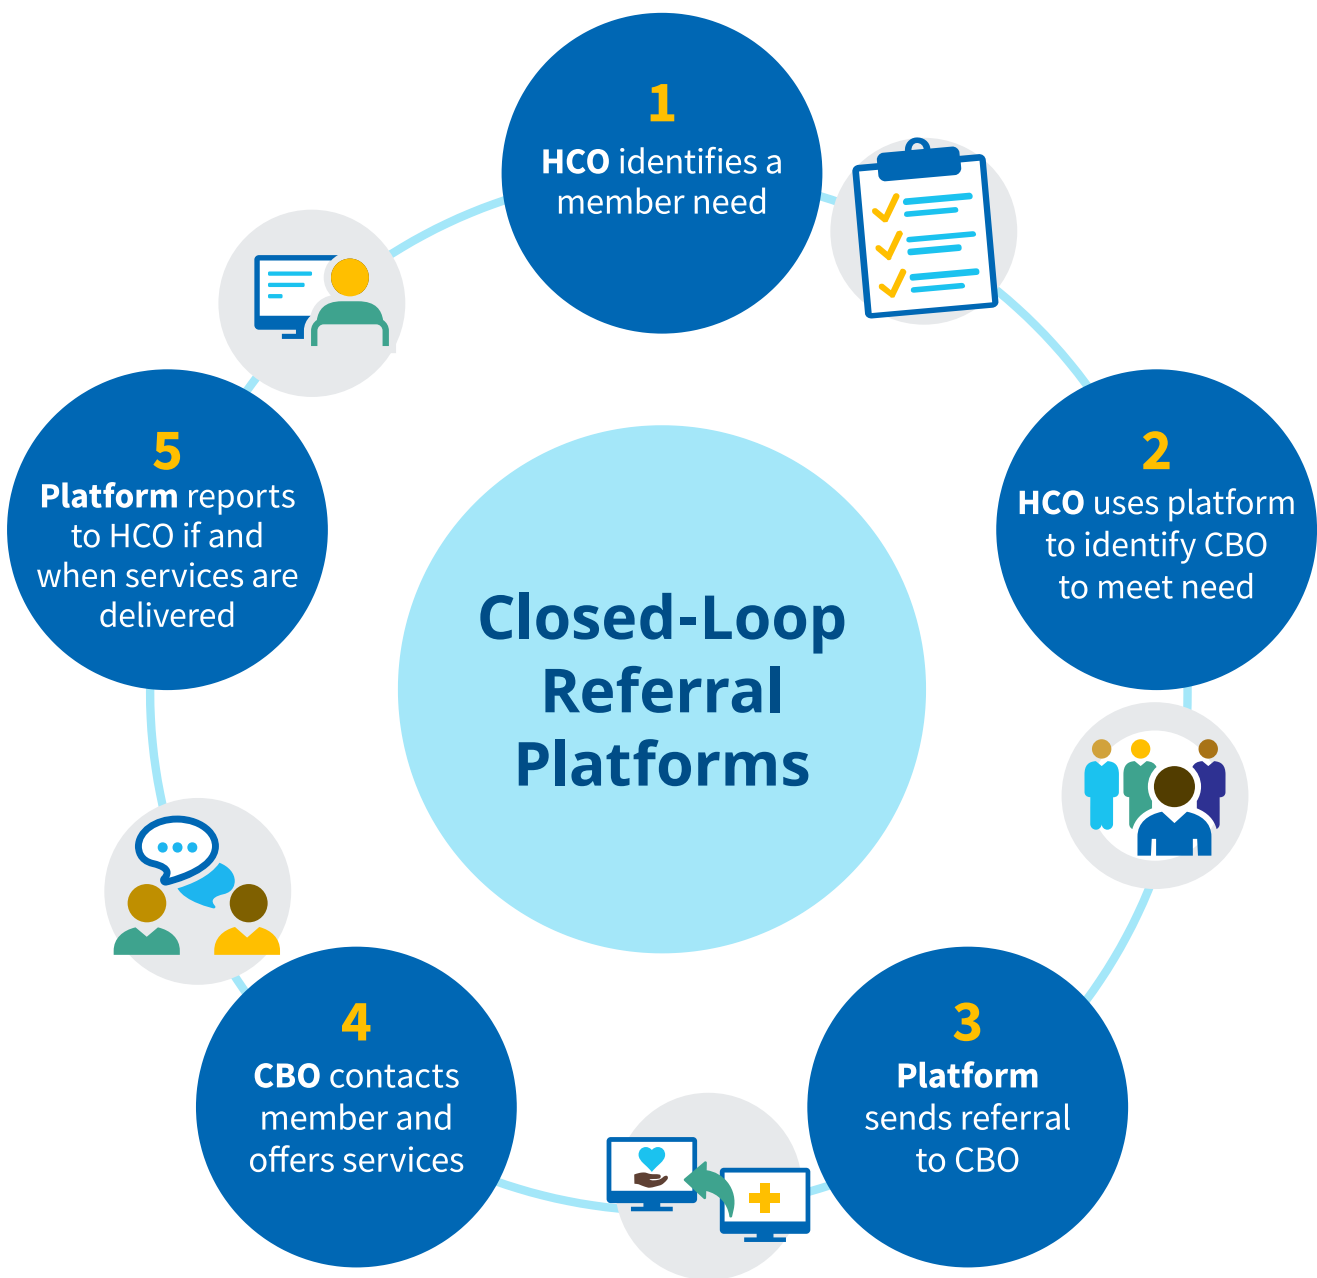 1
HCO identifies a
member need
2
HCO uses platform
to identify CBO
to meet need
3
Platform
sends referral
to CBO
4
CBO contacts
member and
offers services
5
Platform reports
to HCO if and
when services are
delivered
Closed-Loop
Referral
Platforms